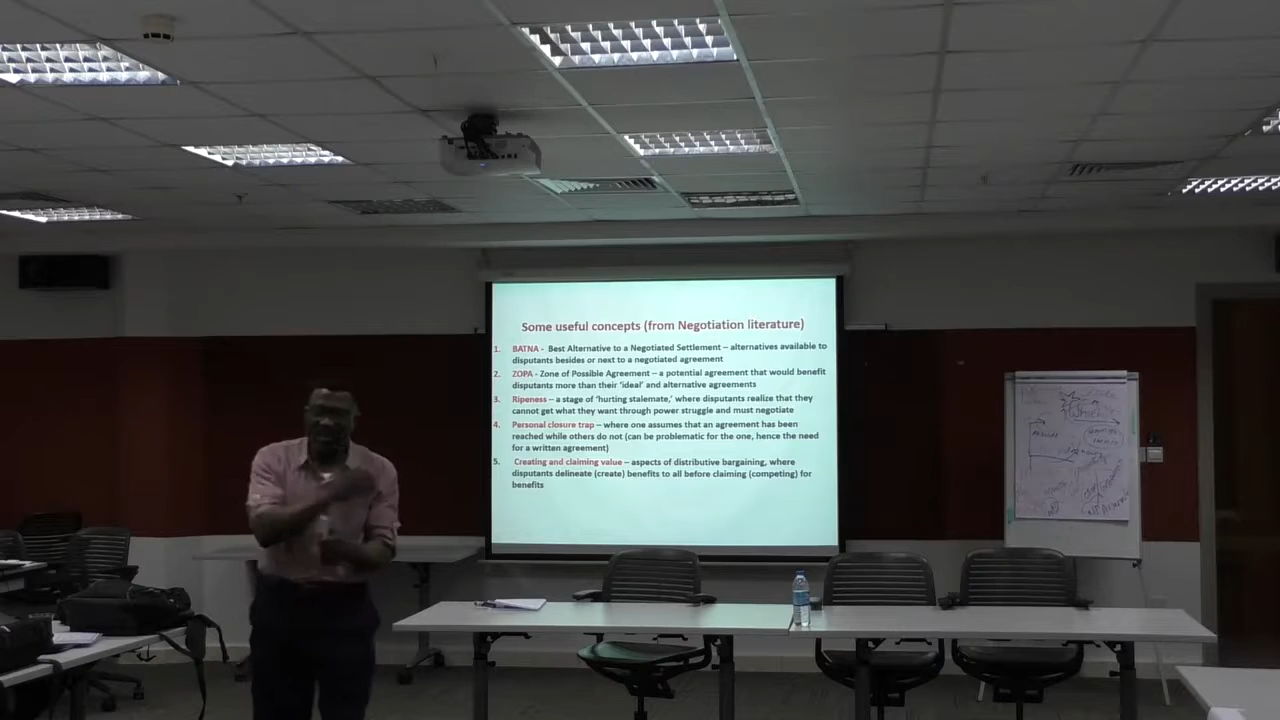 Some useful concepts (from Negotiation literature)
1. BATNA - Best Alternative to a Negotiated Settlement – alternatives available to
disputants besides or next to a negotiated agreement
2. ZOPA - Zone of Possible Agreement – a potential agreement that would benefit
disputants more than their ‘ideal’ and alternative agreements
3. Ripeness – a stage of ‘hurting stalemate,’ where disputants realize that they
cannot get what they want through power struggle and must negotiate
4. Personal closure trap – where one assumes that an agreement has been
reached while others do not (can be problematic for the one, hence the need
for a written agreement)
5. Creating and claiming value – aspects of distributive bargaining, where
disputants delineate (create) benefits to all before claiming (competing) for
benefits